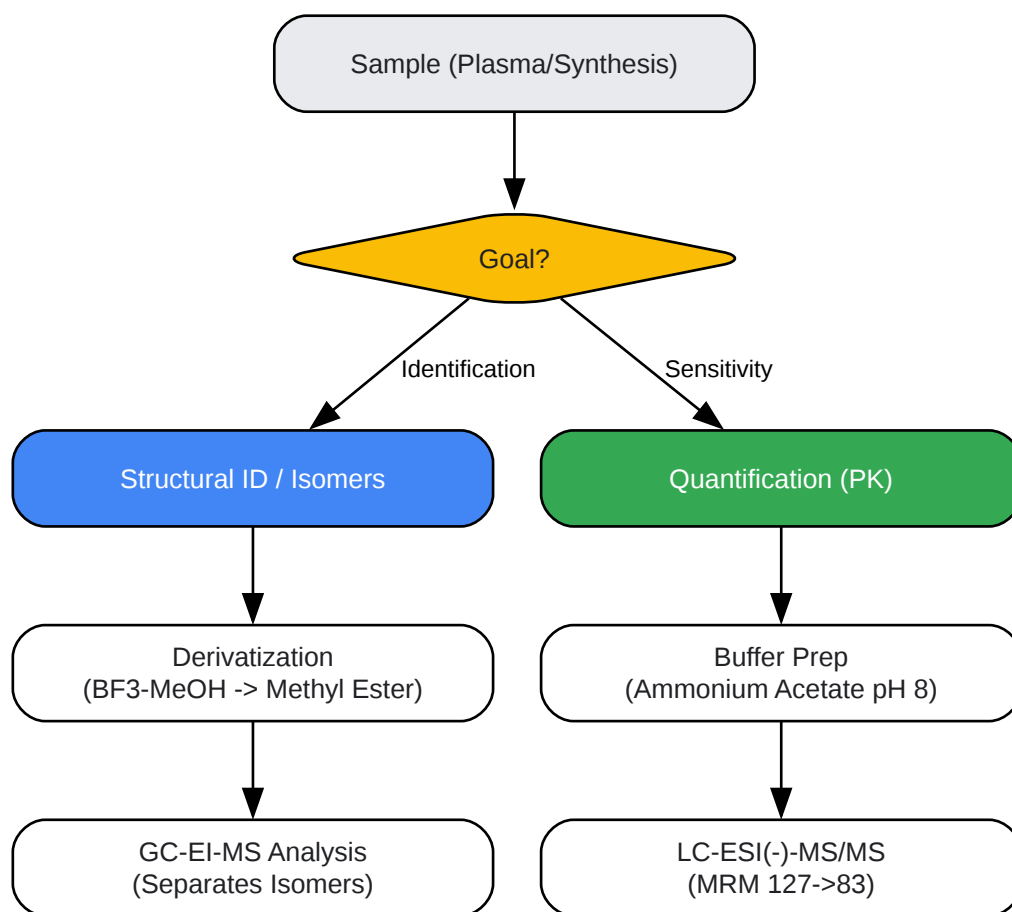 Sample (Plasma/Synthesis)
Goal?
Identification
Sensitivity
Structural ID / Isomers
Quantification (PK)
Derivatization
(BF3-MeOH -> Methyl Ester)
Buffer Prep
(Ammonium Acetate pH 8)
GC-EI-MS Analysis
(Separates Isomers)
LC-ESI(-)-MS/MS
(MRM 127->83)